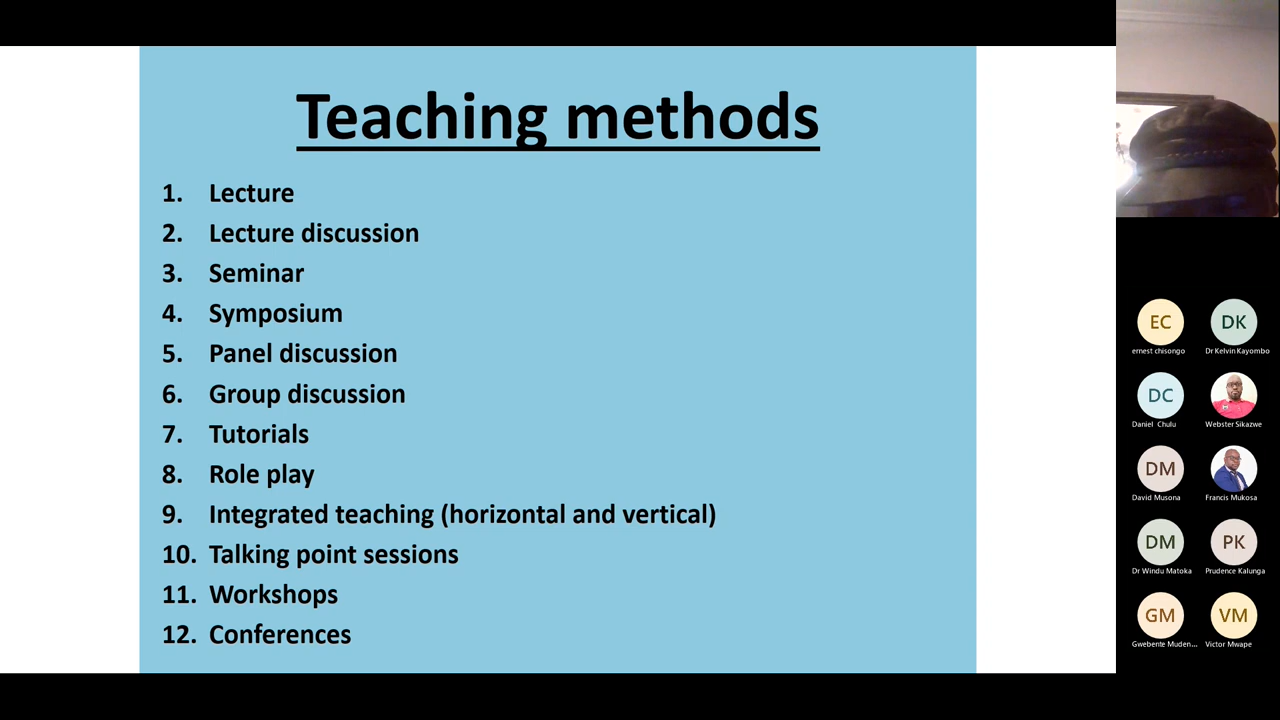 Teaching methods
1. Lecture
2. Lecture discussion
3. Seminar
4. Symposium
5. Panel discussion
6. Group discussion
7. Tutorials
8. Role play
9. Integrated teaching (horizontal and vertical)
10. Talking point sessions
11. Workshops
12. Conferences
EC DK
ernest chisongo Dr Kelvin Kayombo
DC
Daniel Chulu Webster Sikazwe
DM
David Musona Francis Mukosa
DM PK
Dr Windu Matoka Prudence Kalunga
GM VM
Gwebente Muden... Victor Mwape